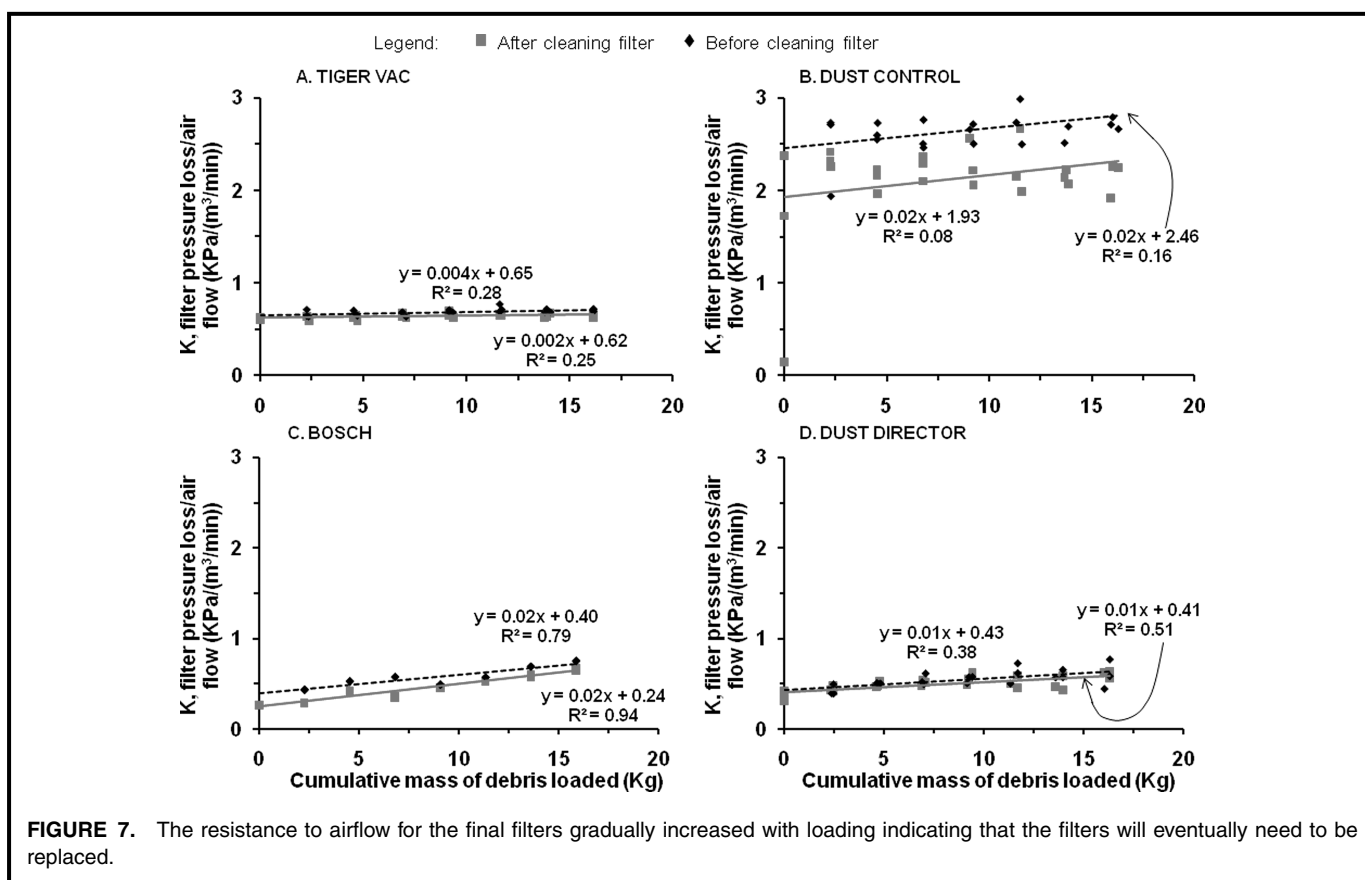 Legend: After cleaning filter Before cleaning filter
A. TIGER VAC
K, filter pressure loss/air
flow (KPa/(m³/min))
3
2
1
0
0 5 10 15 20
y = 0.004x + 0.65
R² = 0.28
y = 0.002x + 0.62
R² = 0.25
B. DUST CONTROL
K, filter pressure loss/air
flow (KPa/(m³/min))
3
2
1
0
0 5 10 15 20
y = 0.02x + 1.93
R² = 0.08
y = 0.02x + 2.46
R² = 0.16
C. BOSCH
K, filter pressure loss/air
flow (KPa/(m³/min))
3
2
1
0
0 5 10 15 20
y = 0.02x + 0.40
R² = 0.79
y = 0.02x + 0.24
R² = 0.94
Cumulative mass of debris loaded (Kg)
D. DUST DIRECTOR
K, filter pressure loss/air
flow (KPa/(m³/min))
3
2
1
0
0 5 10 15 20
y = 0.01x + 0.43
R² = 0.38
y = 0.01x + 0.41
R² = 0.51
Cumulative mass of debris loaded (Kg)
FIGURE 7. The resistance to airflow for the final filters gradually increased with loading indicating that the filters will eventually need to be
replaced.